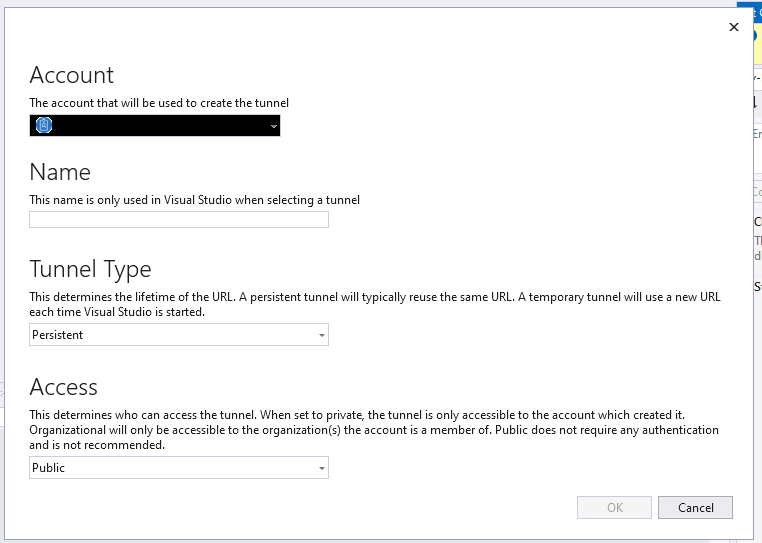 Account
The account that will be used to create the tunnel
Name
This name is only used in Visual Studio when selecting a tunnel
Tunnel Type
This determines the lifetime of the URL. A persistent tunnel will typically reuse the same URL. A temporary tunnel will use a new URL
each time Visual Studio is started.
Persistent
Access
This determines who can access the tunnel. When set to private, the tunnel is only accessible to the account which created it.
Organizational will only be accessible to the organization(s) the account is a member of. Public does not require any authentication
and is not recommended.
Public
OK
Cancel